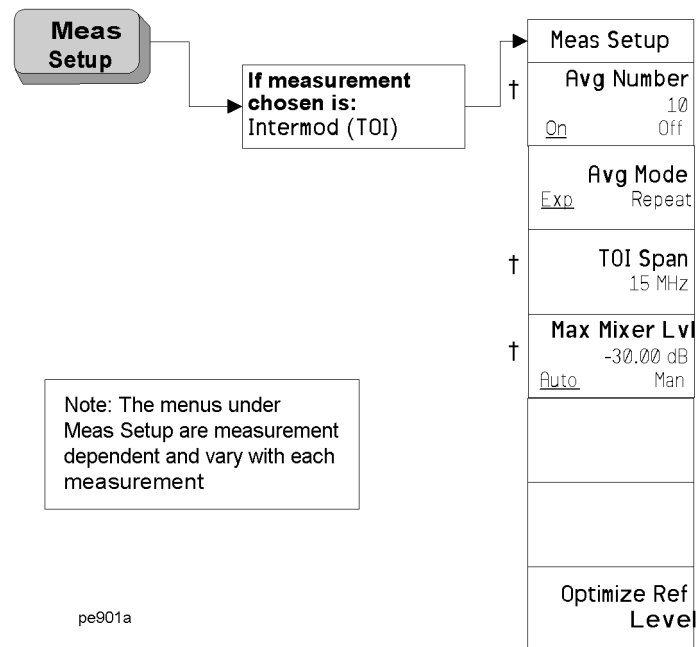 Meas
Setup
If measurement
chosen is:
Intermod (TOI)
Meas Setup
†
Avg Number
10
On Off
Avg Mode
Exp Repeat
†
TOI Span
15 MHz
†
Max Mixer Lvl
-30.00 dB
Auto Man
Optimize Ref
Level
Note: The menus under
Meas Setup are measurement
dependent and vary with each
measurement
pe901a